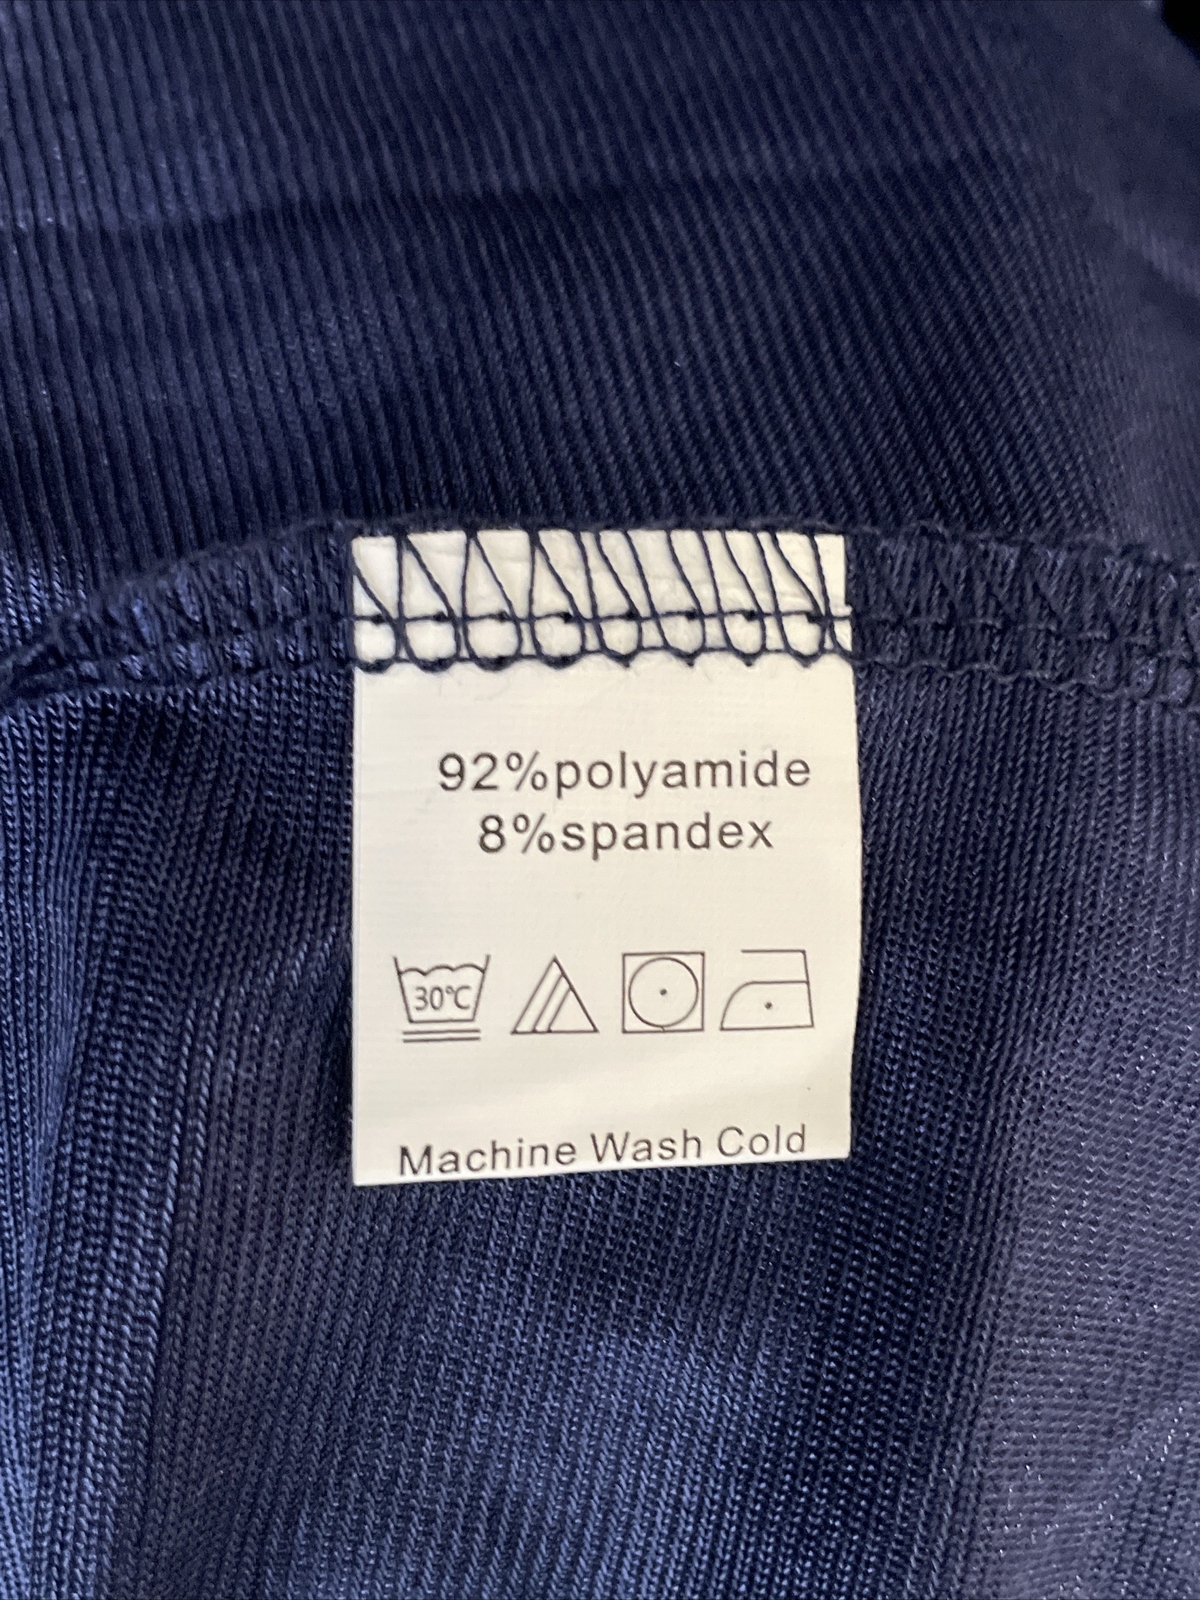 92%polyamide
8%spandex
30℃
Machine Wash Cold